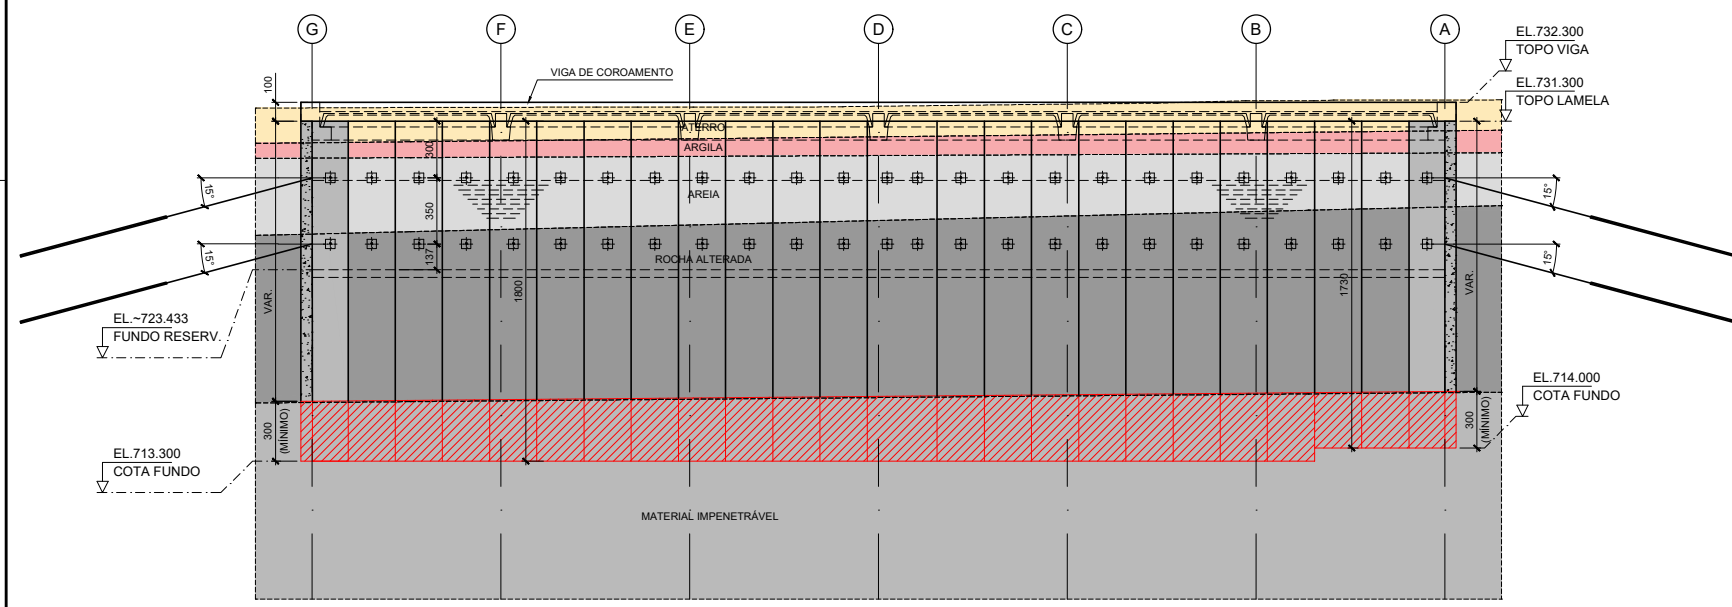 G F E D C B A
EL.732.300
TOPO VIGA
VIGA DE COROAMENTO
100
EL.731.300
TOPO LAMELA
ATERRO
ARGILA
300
AREIA
15°
15°
350
15°
15°
137
ROCHA ALTERADA
1800
1730
VAR.
VAR.
EL.~723.433
FUNDO RESERV.
EL.714.000
COTA FUNDO
300
(MÍNIMO)
300
(MÍNIMO)
EL.713.300
COTA FUNDO
MATERIAL IMPENETRÁVEL